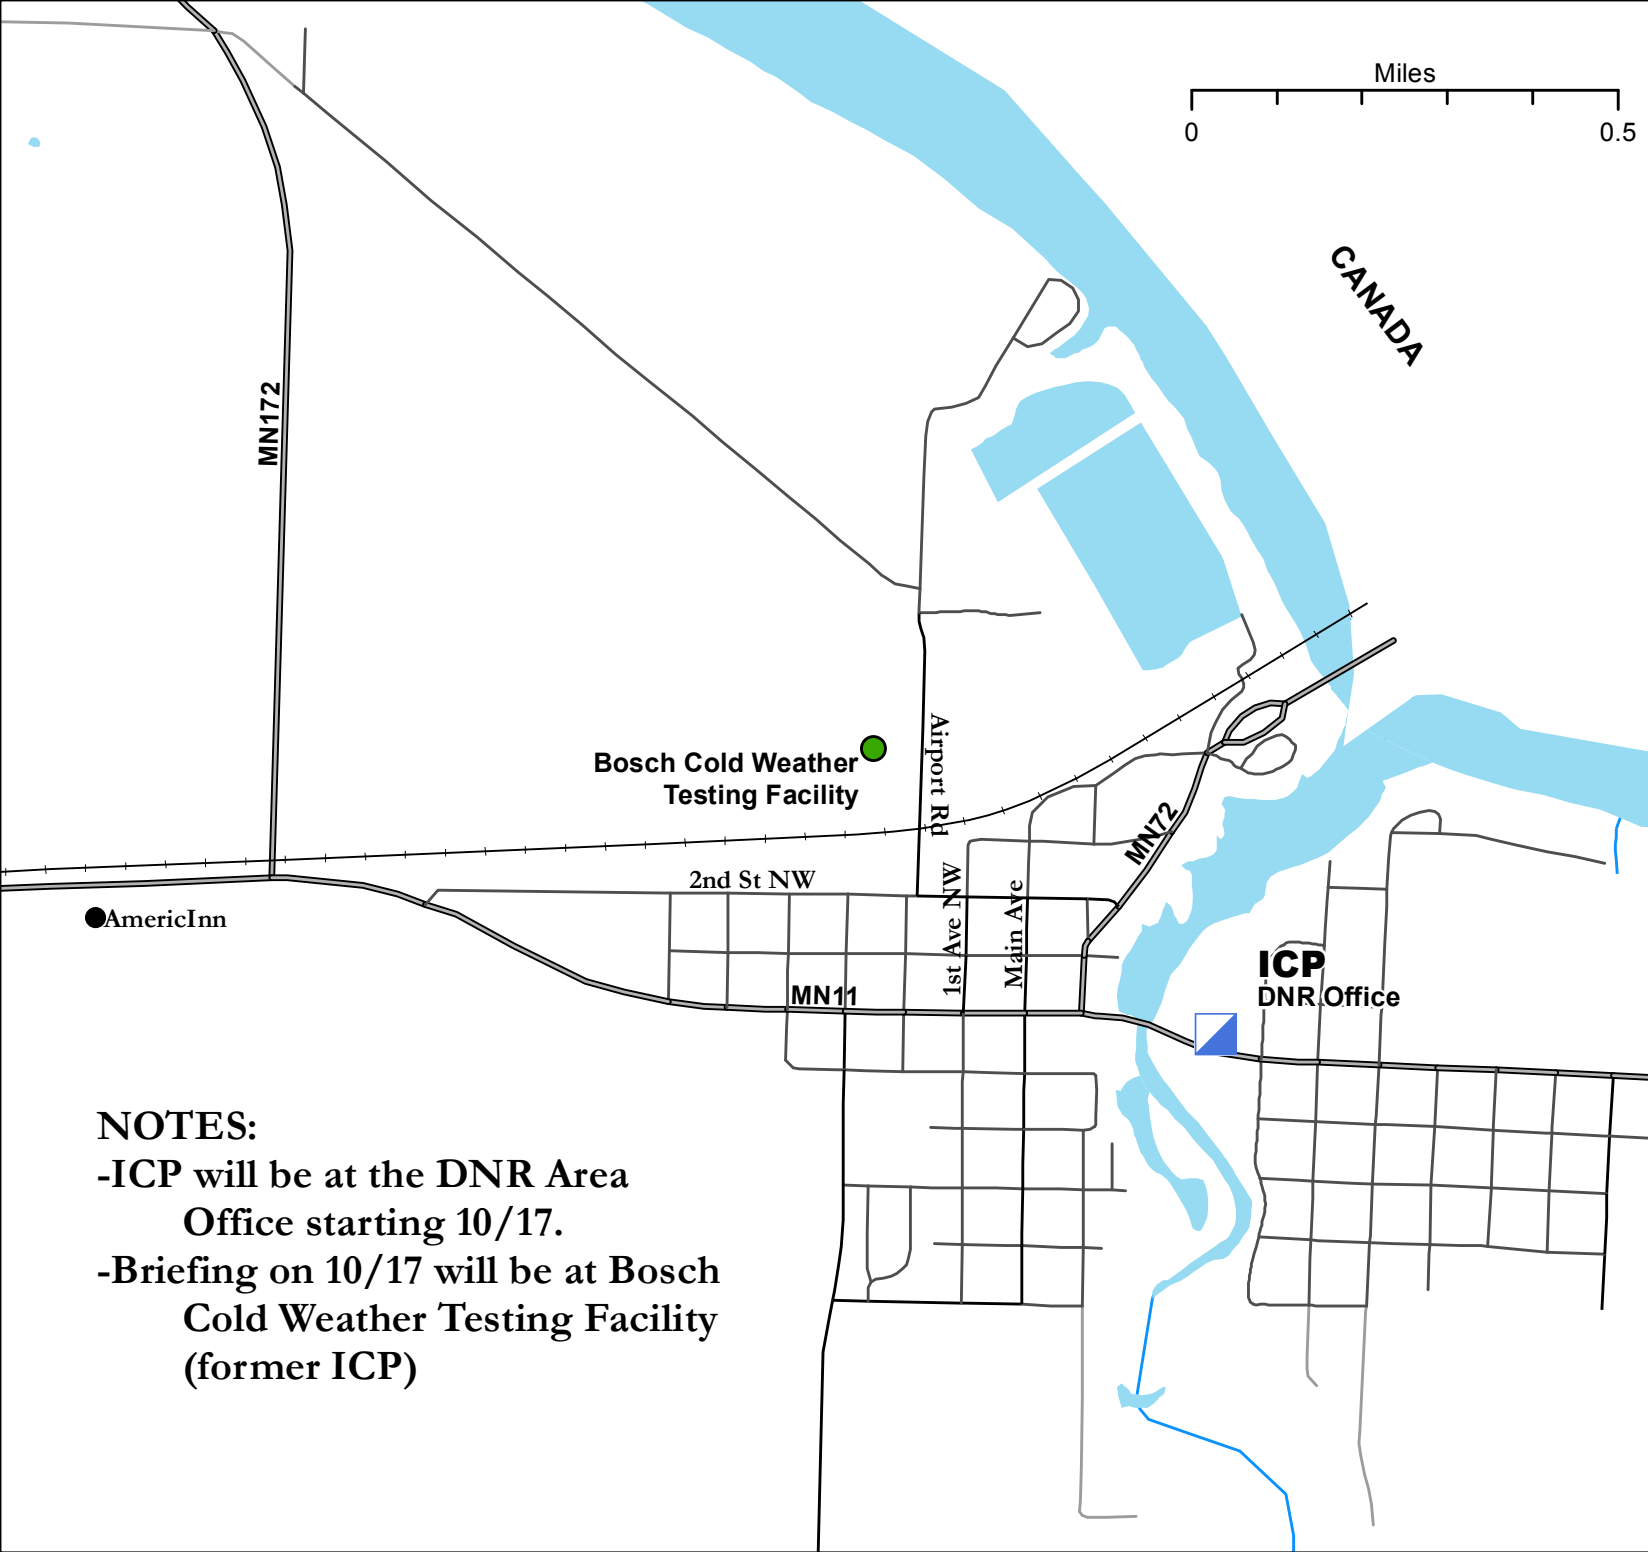 Miles
0
0.5
CANADA
MN172
Airport Rd
Bosch Cold Weather
Testing Facility
MN72
2nd St NW
1st Ave NW
Main Ave
AmericInn
ICP
DNR Office
MN11
NOTES:
-ICP will be at the DNR Area
Office starting 10/17.
-Briefing on 10/17 will be at Bosch
Cold Weather Testing Facility
(former ICP)